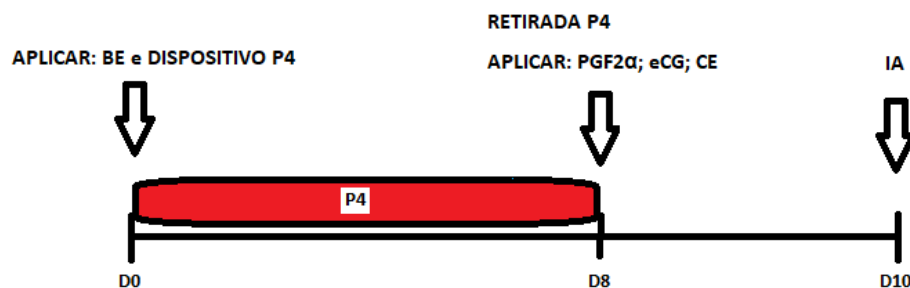 RETIRADA P4
APLICAR: BE e DISPOSITIVO P4
APLICAR: PGF2α; eCG; CE
IA
P4
D0
D8
D10